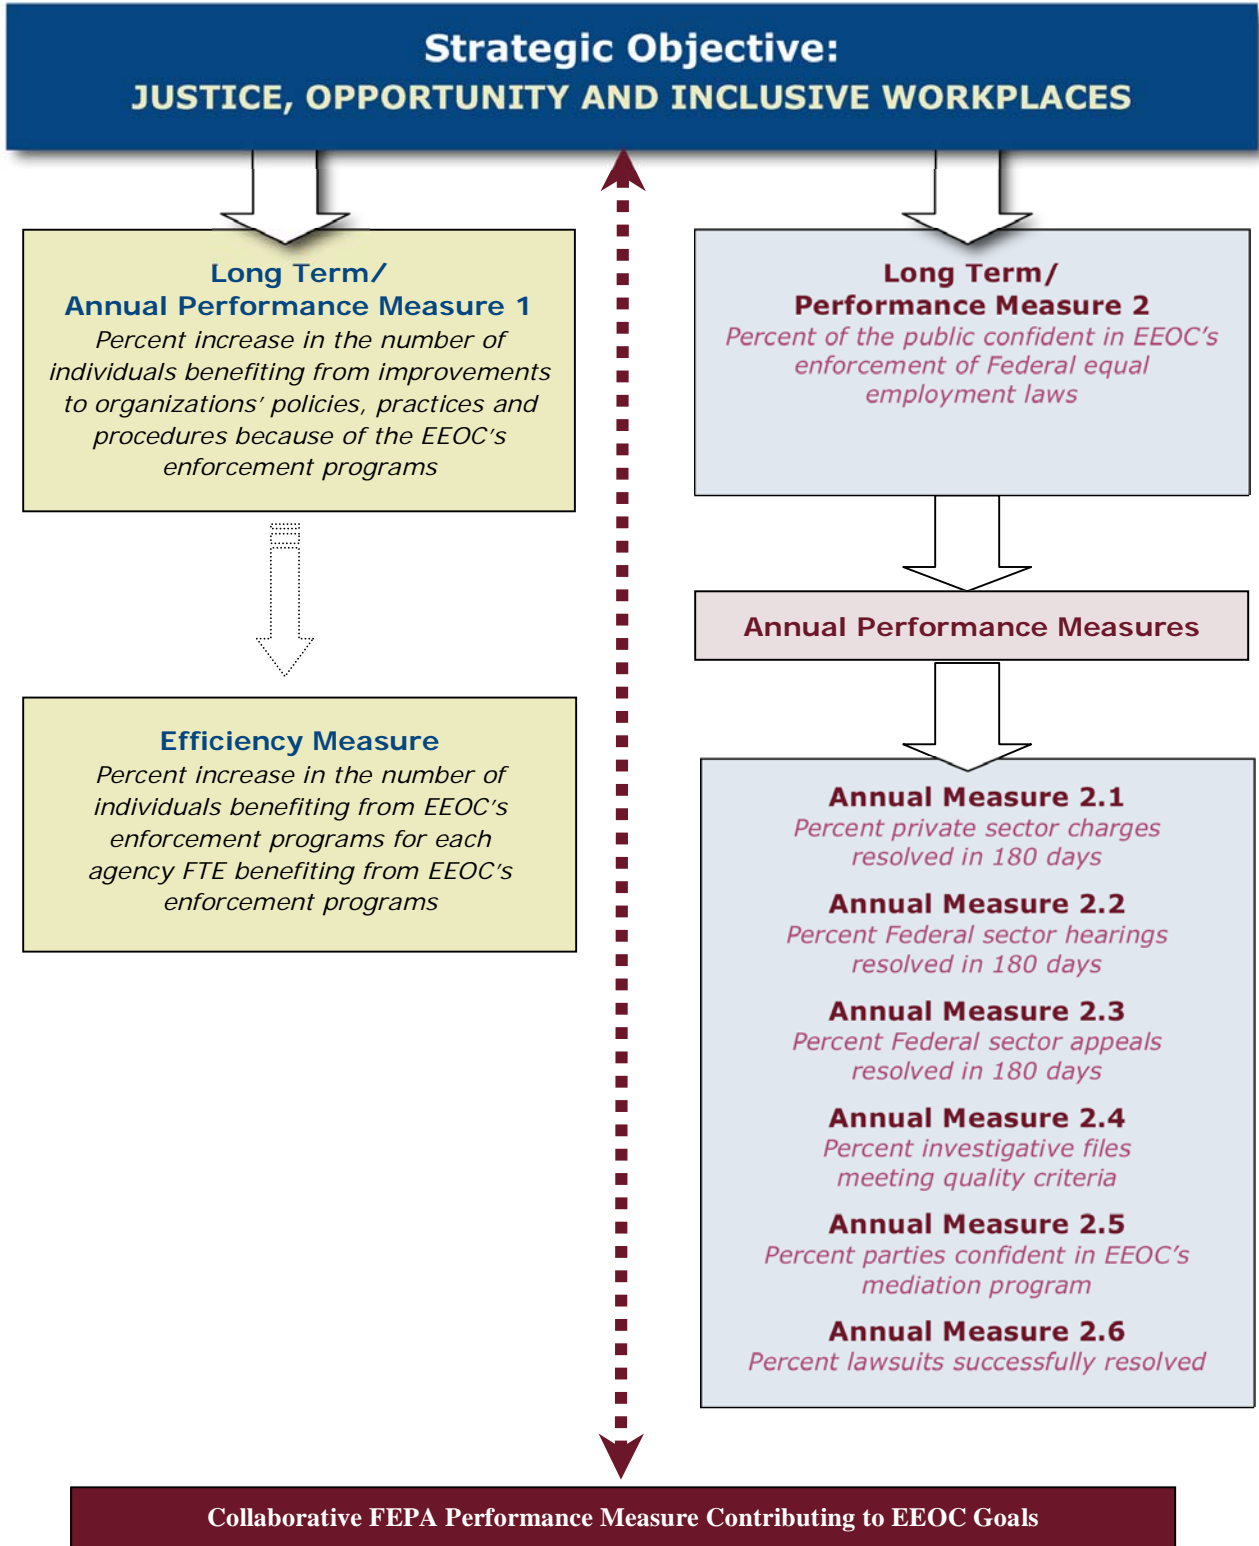 Strategic Objective:
JUSTICE, OPPORTUNITY AND INCLUSIVE WORKPLACES
Long Term/
Annual Performance Measure 1
Percent increase in the number of
individuals benefiting from improvements
to organizations’ policies, practices and
procedures because of the EEOC’s
enforcement programs
Efficiency Measure
Percent increase in the number of
individuals benefiting from EEOC’s
enforcement programs for each
agency FTE benefiting from EEOC’s
enforcement programs
Long Term/
Performance Measure 2
Percent of the public confident in EEOC’s
enforcement of Federal equal
employment laws
Annual Performance Measures
Annual Measure 2.1
Percent private sector charges
resolved in 180 days
Annual Measure 2.2
Percent Federal sector hearings
resolved in 180 days
Annual Measure 2.3
Percent Federal sector appeals
resolved in 180 days
Annual Measure 2.4
Percent investigative files
meeting quality criteria
Annual Measure 2.5
Percent parties confident in EEOC’s
mediation program
Annual Measure 2.6
Percent lawsuits successfully resolved
Collaborative FEPA Performance Measure Contributing to EEOC Goals